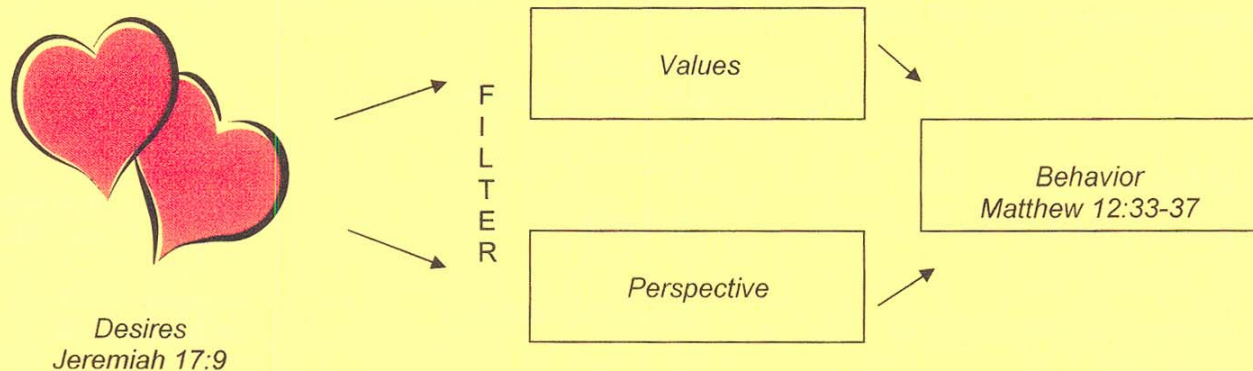 Desires
Jeremiah 17:9
FILTER
Values
Perspective
Behavior
Matthew 12:33-37